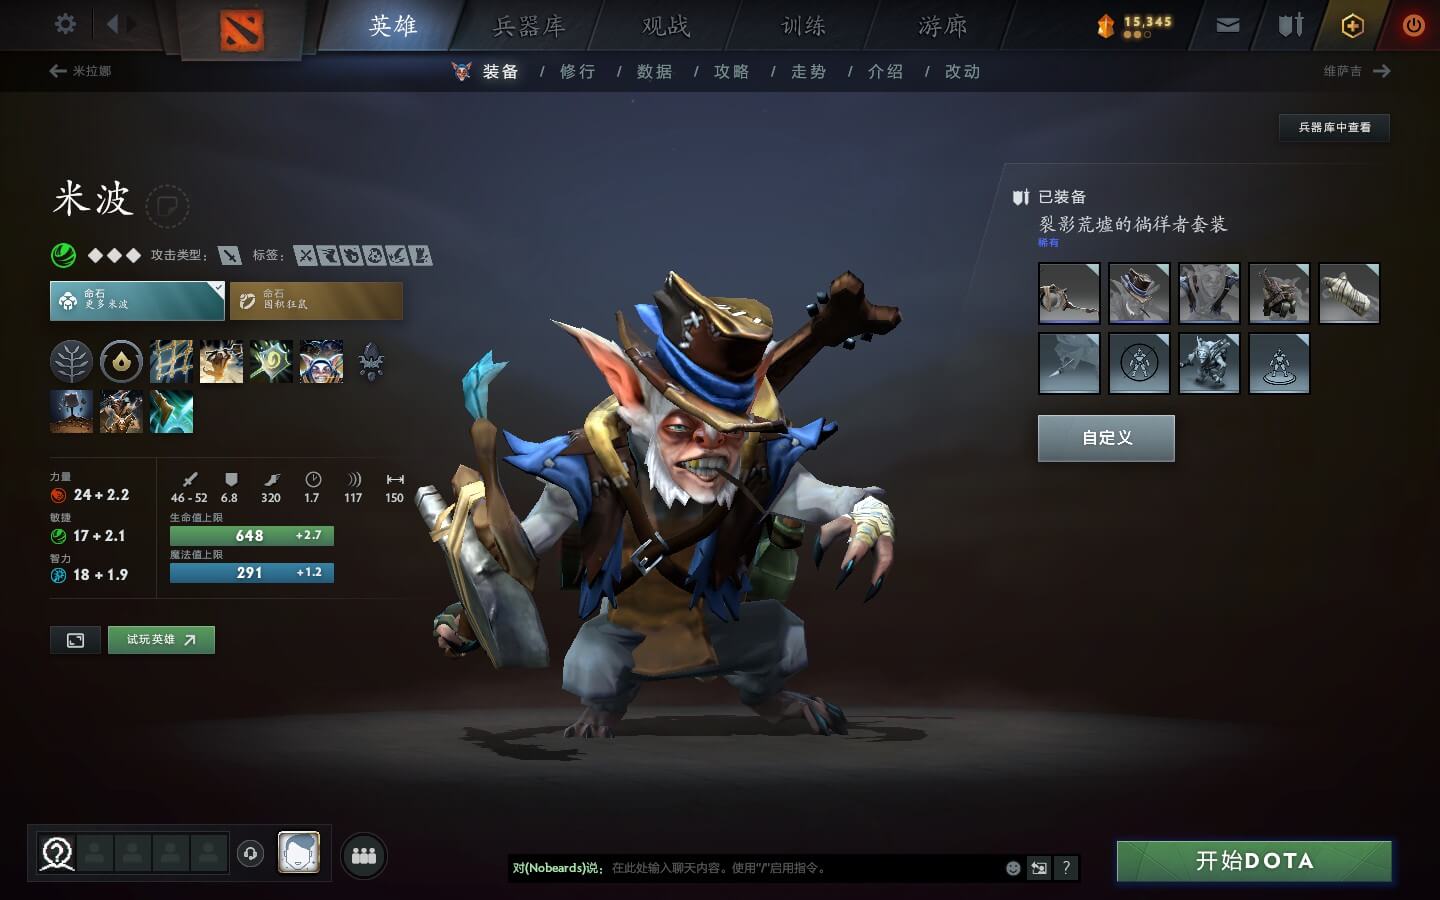 英雄 兵器库 观战 训练 游廊 15,345
米拉娜 装备 / 修行 / 数据 / 攻略 / 走势 / 介绍 / 改动 维萨吉
兵器库中查看
米波
攻击类型： 标签：
命石
更多米波
命石
囤积狂鼠
已装备
裂影荒墟的徜徉者套装
稀有
自定义
力量
24 + 2.2
敏捷
17 + 2.1
智力
18 + 1.9
46 - 52 6.8 320 1.7 117 150
生命值上限
648 +2.7
魔法值上限
291 +1.2
试玩英雄
对(Nobeards)说： 在此处输入聊天内容。使用“/”启用指令。 ?
开始DOTA